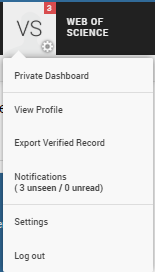 3
VS
WEB OF
SCIENCE
Private Dashboard
View Profile
Export Verified Record
Notifications
( 3 unseen / 0 unread)
Settings
Log out